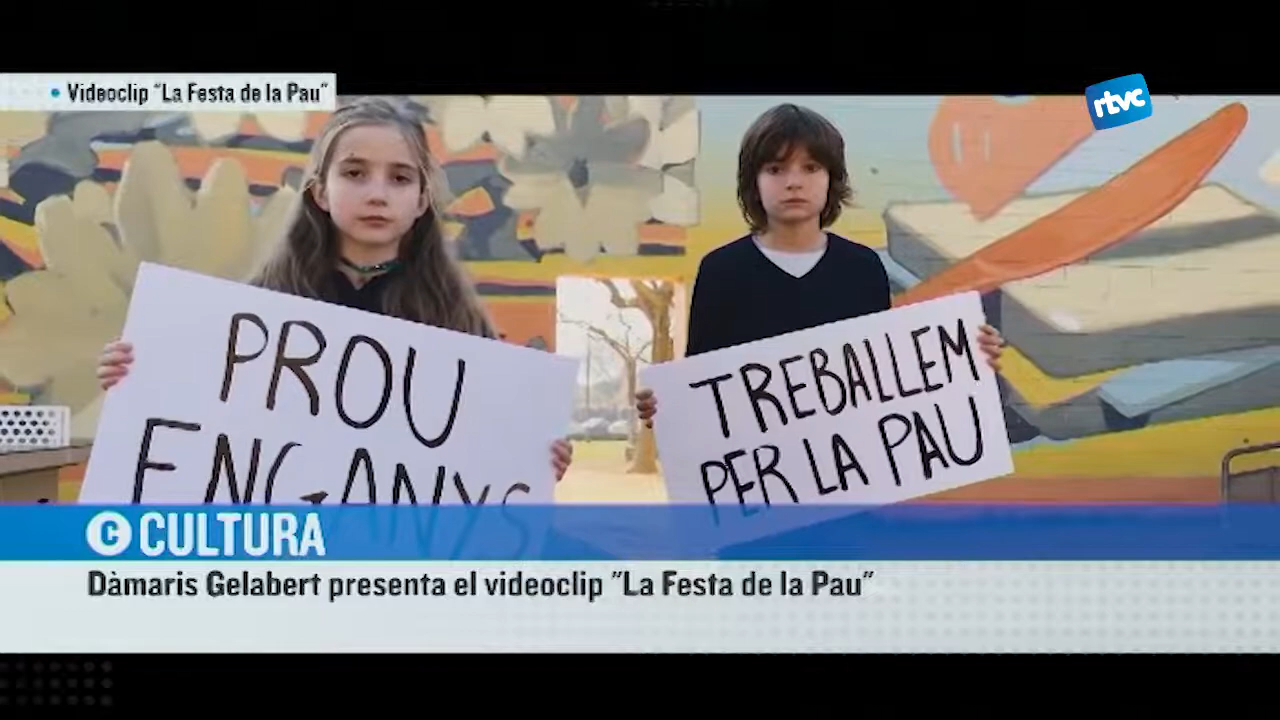 • Videoclip "La Festa de la Pau"
rtvc
PROU
ENGANYS
TREBALLEM
PER LA PAU
CULTURA
Dàmaris Gelabert presenta el videoclip "La Festa de la Pau"